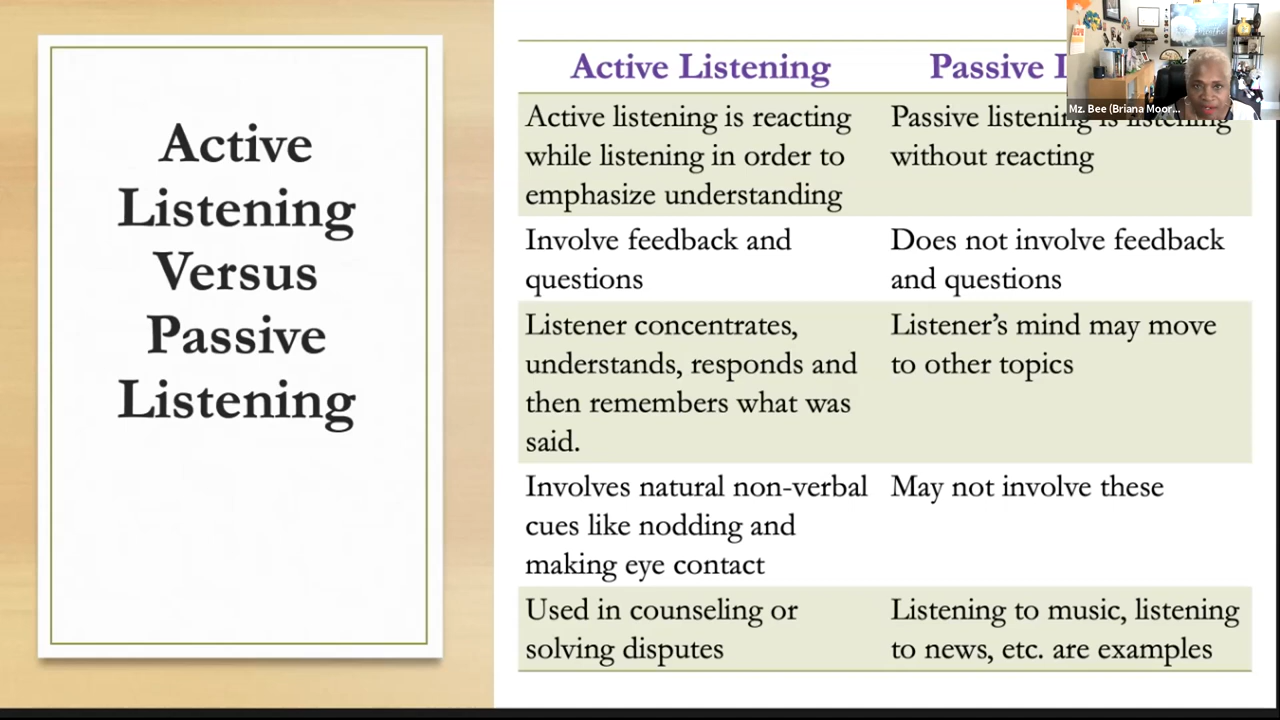 Active
Listening
Versus
Passive
Listening
Active Listening
Passive
Mz. Bee (Briana Moor...
Active listening is reacting
while listening in order to
emphasize understanding
Passive listening is listening
without reacting
Involve feedback and
questions
Does not involve feedback
and questions
Listener concentrates,
understands, responds and
then remembers what was
said.
Listener’s mind may move
to other topics
Involves natural non-verbal
cues like nodding and
making eye contact
May not involve these
Used in counseling or
solving disputes
Listening to music, listening
to news, etc. are examples